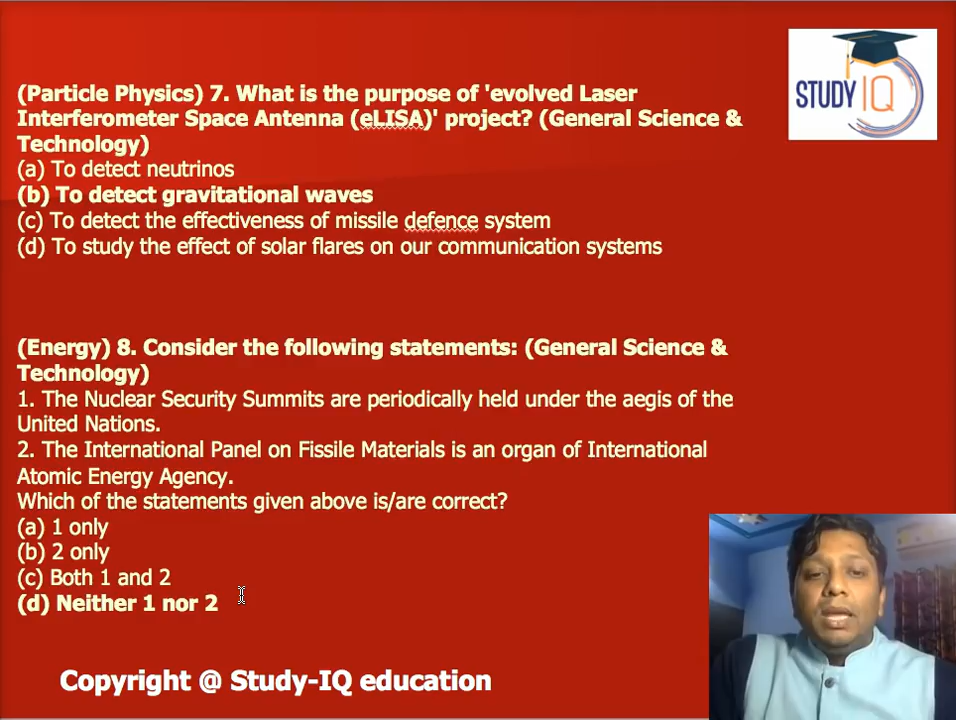 STUDY IQ
(Particle Physics) 7. What is the purpose of 'evolved Laser
Interferometer Space Antenna (eLISA)' project? (General Science &
Technology)
(a) To detect neutrinos
(b) To detect gravitational waves
(c) To detect the effectiveness of missile defence system
(d) To study the effect of solar flares on our communication systems
(Energy) 8. Consider the following statements: (General Science &
Technology)
1. The Nuclear Security Summits are periodically held under the aegis of the
United Nations.
2. The International Panel on Fissile Materials is an organ of International
Atomic Energy Agency.
Which of the statements given above is/are correct?
(a) 1 only
(b) 2 only
(c) Both 1 and 2
(d) Neither 1 nor 2
Copyright @ Study-IQ education